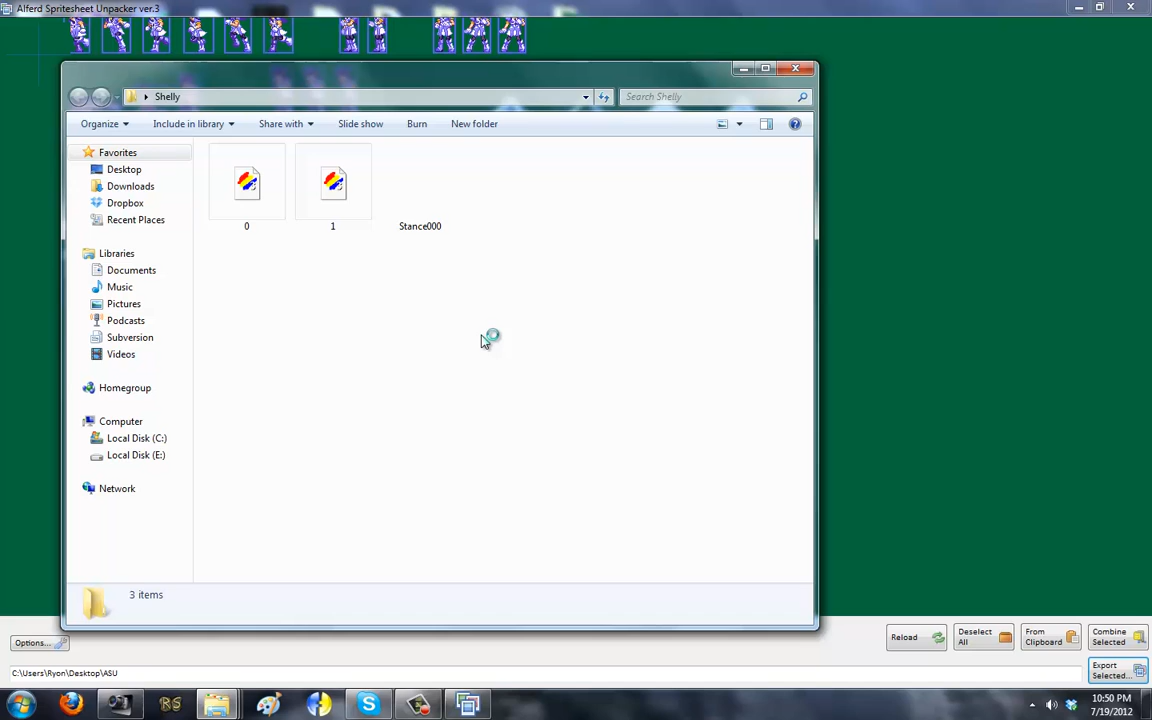 Alferd Spritesheet Unpacker ver.3
Shelly
Search Shelly
Organize
Include in library
Share with
Slide show
Burn
New folder
Favorites
Desktop
Downloads
Dropbox
Recent Places
Libraries
Documents
Music
Pictures
Podcasts
Subversion
Videos
Homegroup
Computer
Local Disk (C:)
Local Disk (E:)
Network
0
1
Stance000
3 items
Options...
Reload
Deselect
All
From
Clipboard
Combine
Selected
C:\Users\Ryon\Desktop\ASU
Export
Selected...
10:50 PM
7/19/2012